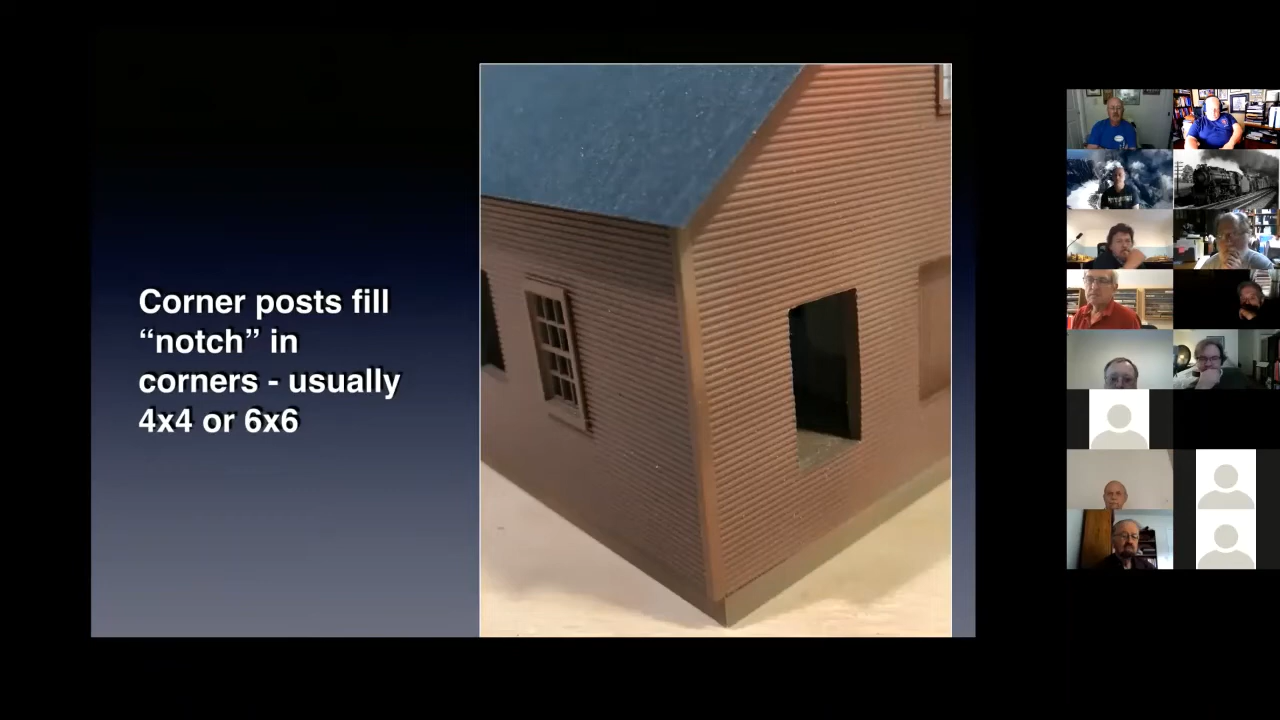 Corner posts fill
“notch” in
corners - usually
4x4 or 6x6